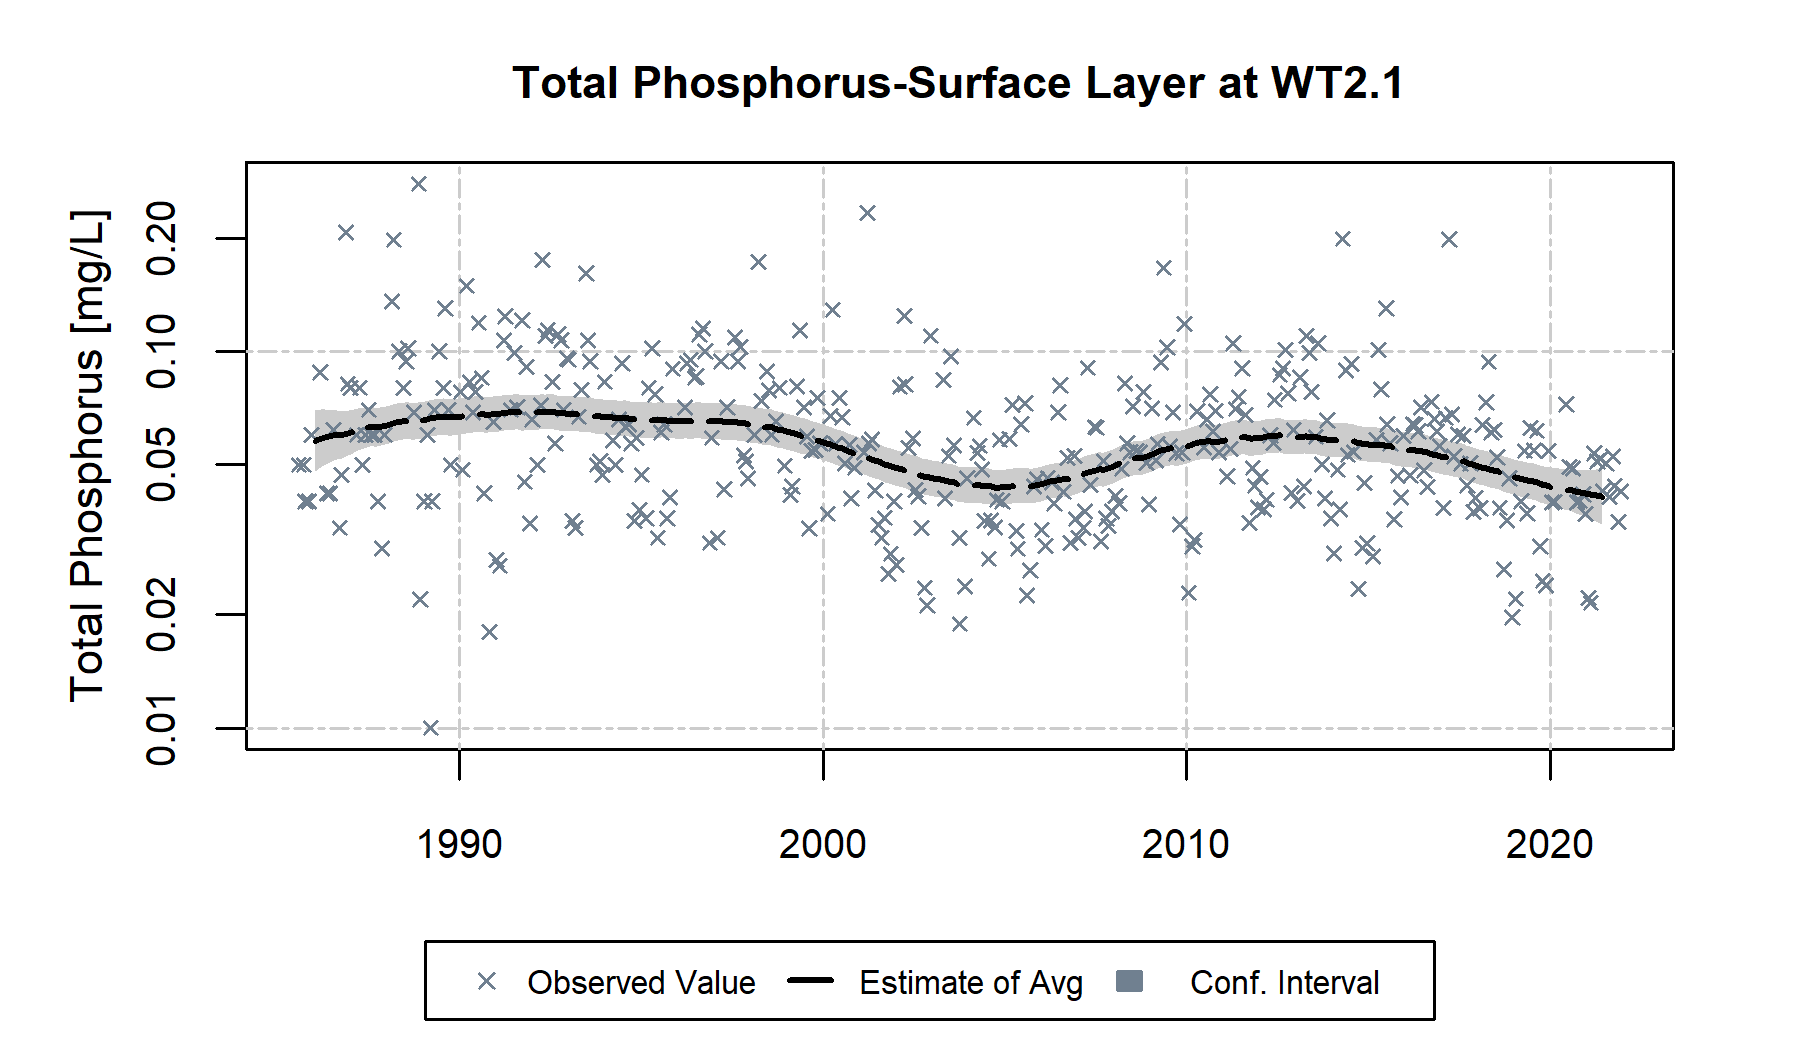 Total Phosphorus-Surface Layer at WT2.1
Total Phosphorus [mg/L]
0.20
0.10
0.05
0.02
0.01
1990 2000 2010 2020
Observed Value Estimate of Avg Conf. Interval